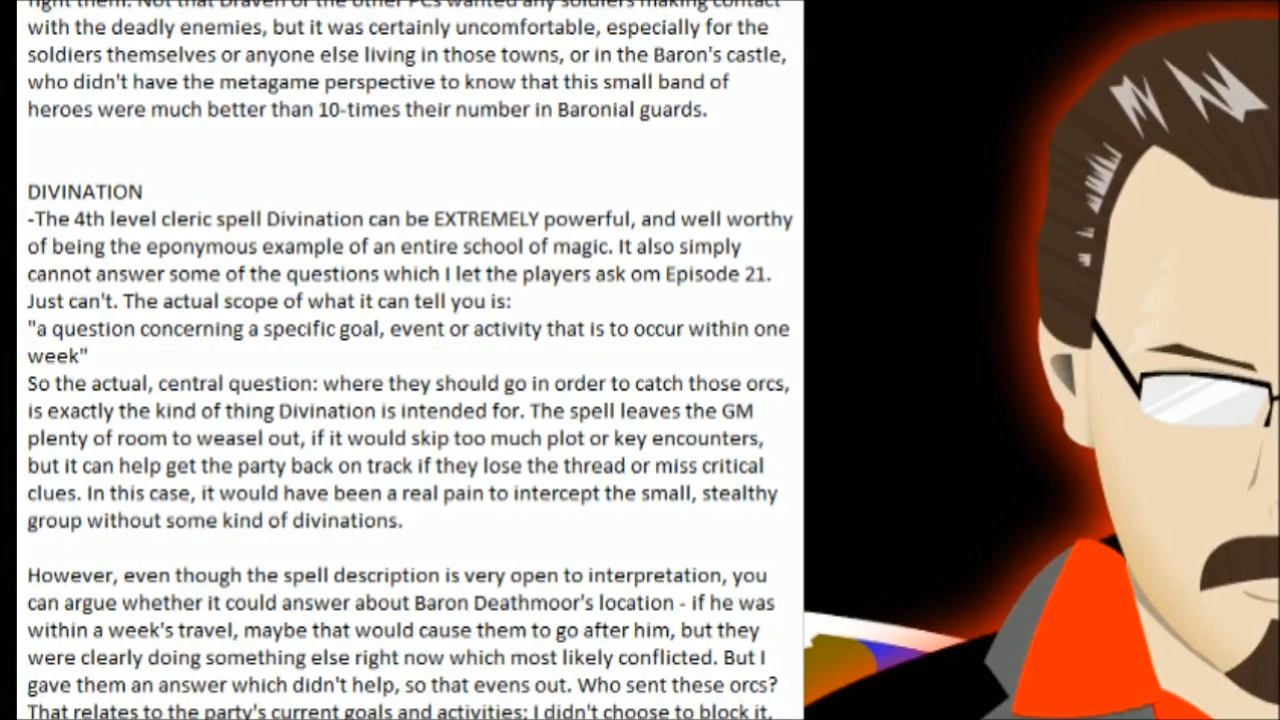 right them. Not that Draven or the other PCs wanted any soldiers making contact
with the deadly enemies, but it was certainly uncomfortable, especially for the
soldiers themselves or anyone else living in those towns, or in the Baron's castle,
who didn't have the metagame perspective to know that this small band of
heroes were much better than 10-times their number in Baronial guards.
DIVINATION
-The 4th level cleric spell Divination can be EXTREMELY powerful, and well worthy
of being the eponymous example of an entire school of magic. It also simply
cannot answer some of the questions which I let the players ask om Episode 21.
Just can't. The actual scope of what it can tell you is:
"a question concerning a specific goal, event or activity that is to occur within one
week"
So the actual, central question: where they should go in order to catch those orcs,
is exactly the kind of thing Divination is intended for. The spell leaves the GM
plenty of room to weasel out, if it would skip too much plot or key encounters,
but it can help get the party back on track if they lose the thread or miss critical
clues. In this case, it would have been a real pain to intercept the small, stealthy
group without some kind of divinations.
However, even though the spell description is very open to interpretation, you
can argue whether it could answer about Baron Deathmoor's location - if he was
within a week's travel, maybe that would cause them to go after him, but they
were clearly doing something else right now which most likely conflicted. But I
gave them an answer which didn't help, so that evens out. Who sent these orcs?
That relates to the party's current goals and activities; I didn't choose to block it,